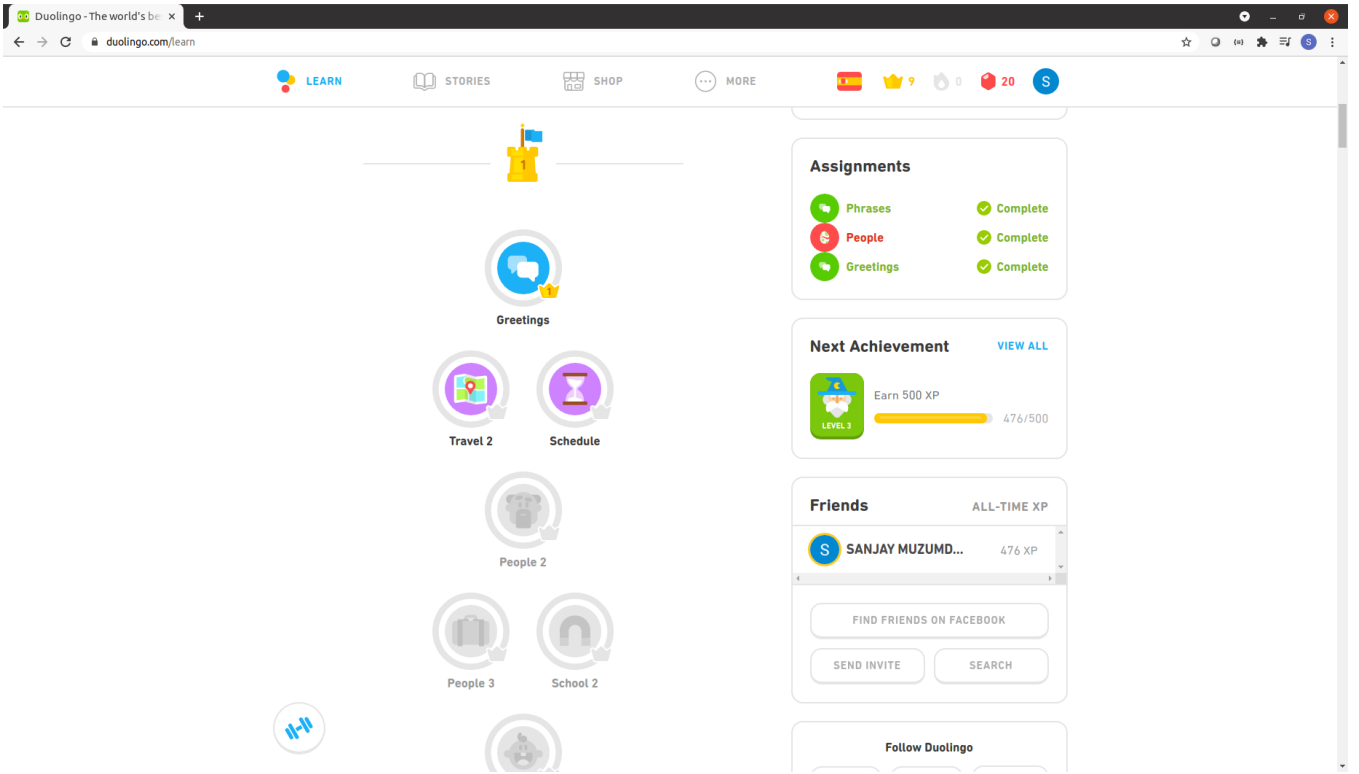 Duolingo - The world's be
duolingo.com/learn
S
LEARN
STORIES
SHOP
MORE
9
0
20
S
1
1
Greetings
Travel 2
Schedule
People 2
People 3
School 2
Assignments
Phrases
Complete
People
Complete
Greetings
Complete
Next Achievement
VIEW ALL
LEVEL 3
Earn 500 XP
476/500
Friends
ALL-TIME XP
S
SANJAY MUZUMD...
476 XP
FIND FRIENDS ON FACEBOOK
SEND INVITE
SEARCH
Follow Duolingo